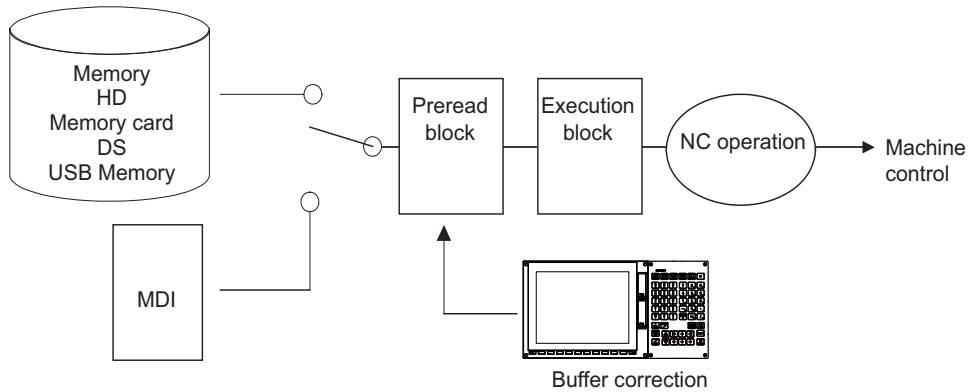 Memory
HD
Memory card
DS
USB Memory
MDI
Preread
block
Execution
block
NC operation
Machine
control
Buffer correction